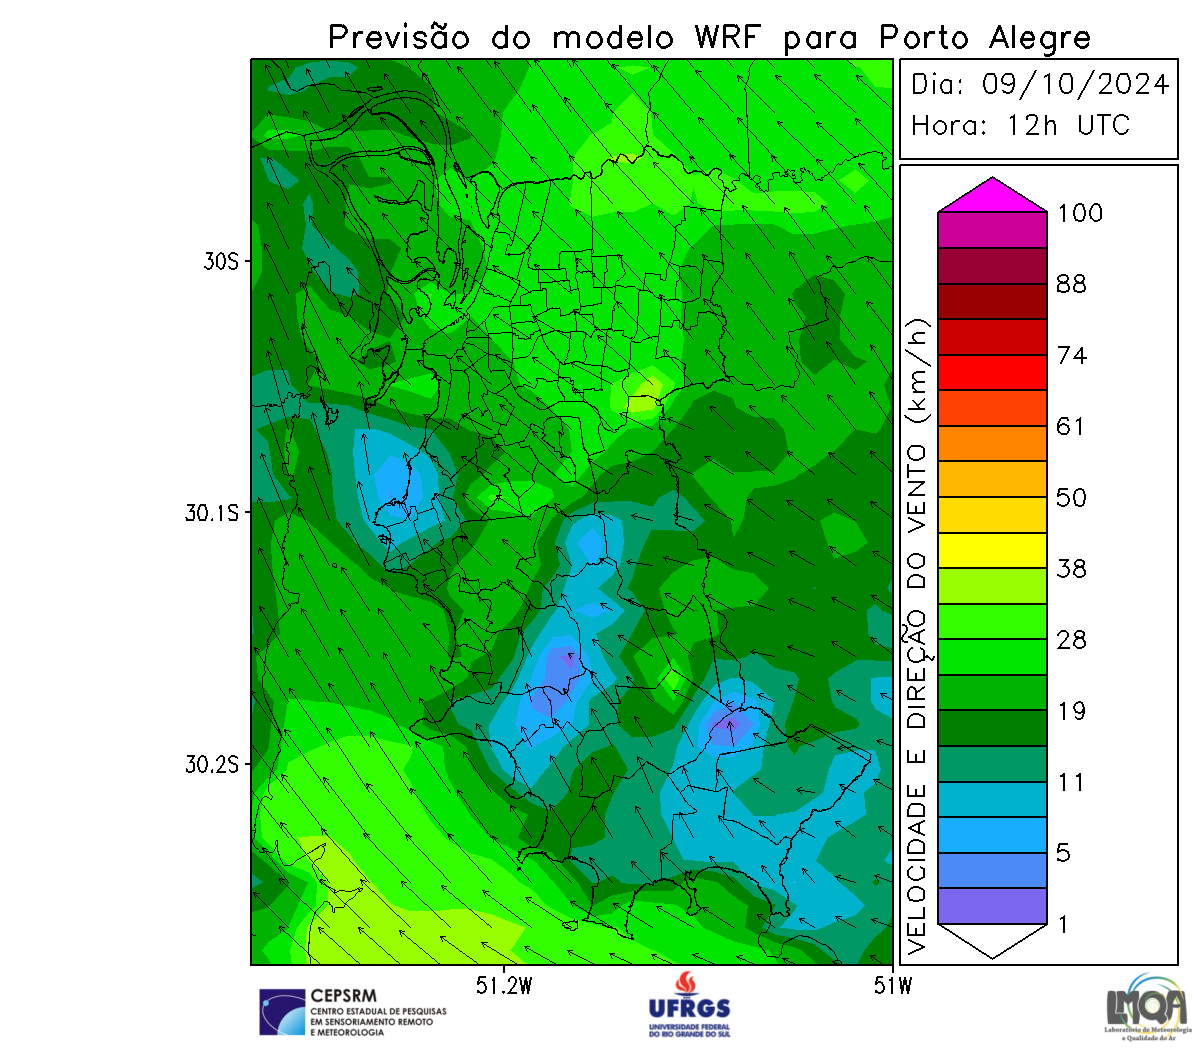 Previsão do modelo WRF para Porto Alegre
Dia: 09/10/2024
Hora: 12h UTC
30S
30.1S
30.2S
51.2W
51W
VELOCIDADE E DIREÇÃO DO VENTO (km/h)
100
88
74
61
50
38
28
19
11
5
1
CEPSRM
CENTRO ESTADUAL DE PESQUISAS
EM SENSORIAMENTO REMOTO
E METEOROLOGIA
UFRGS
UNIVERSIDADE FEDERAL
DO RIO GRANDE DO SUL
LMQA
Laboratório de Meteorologia
e Qualidade do Ar